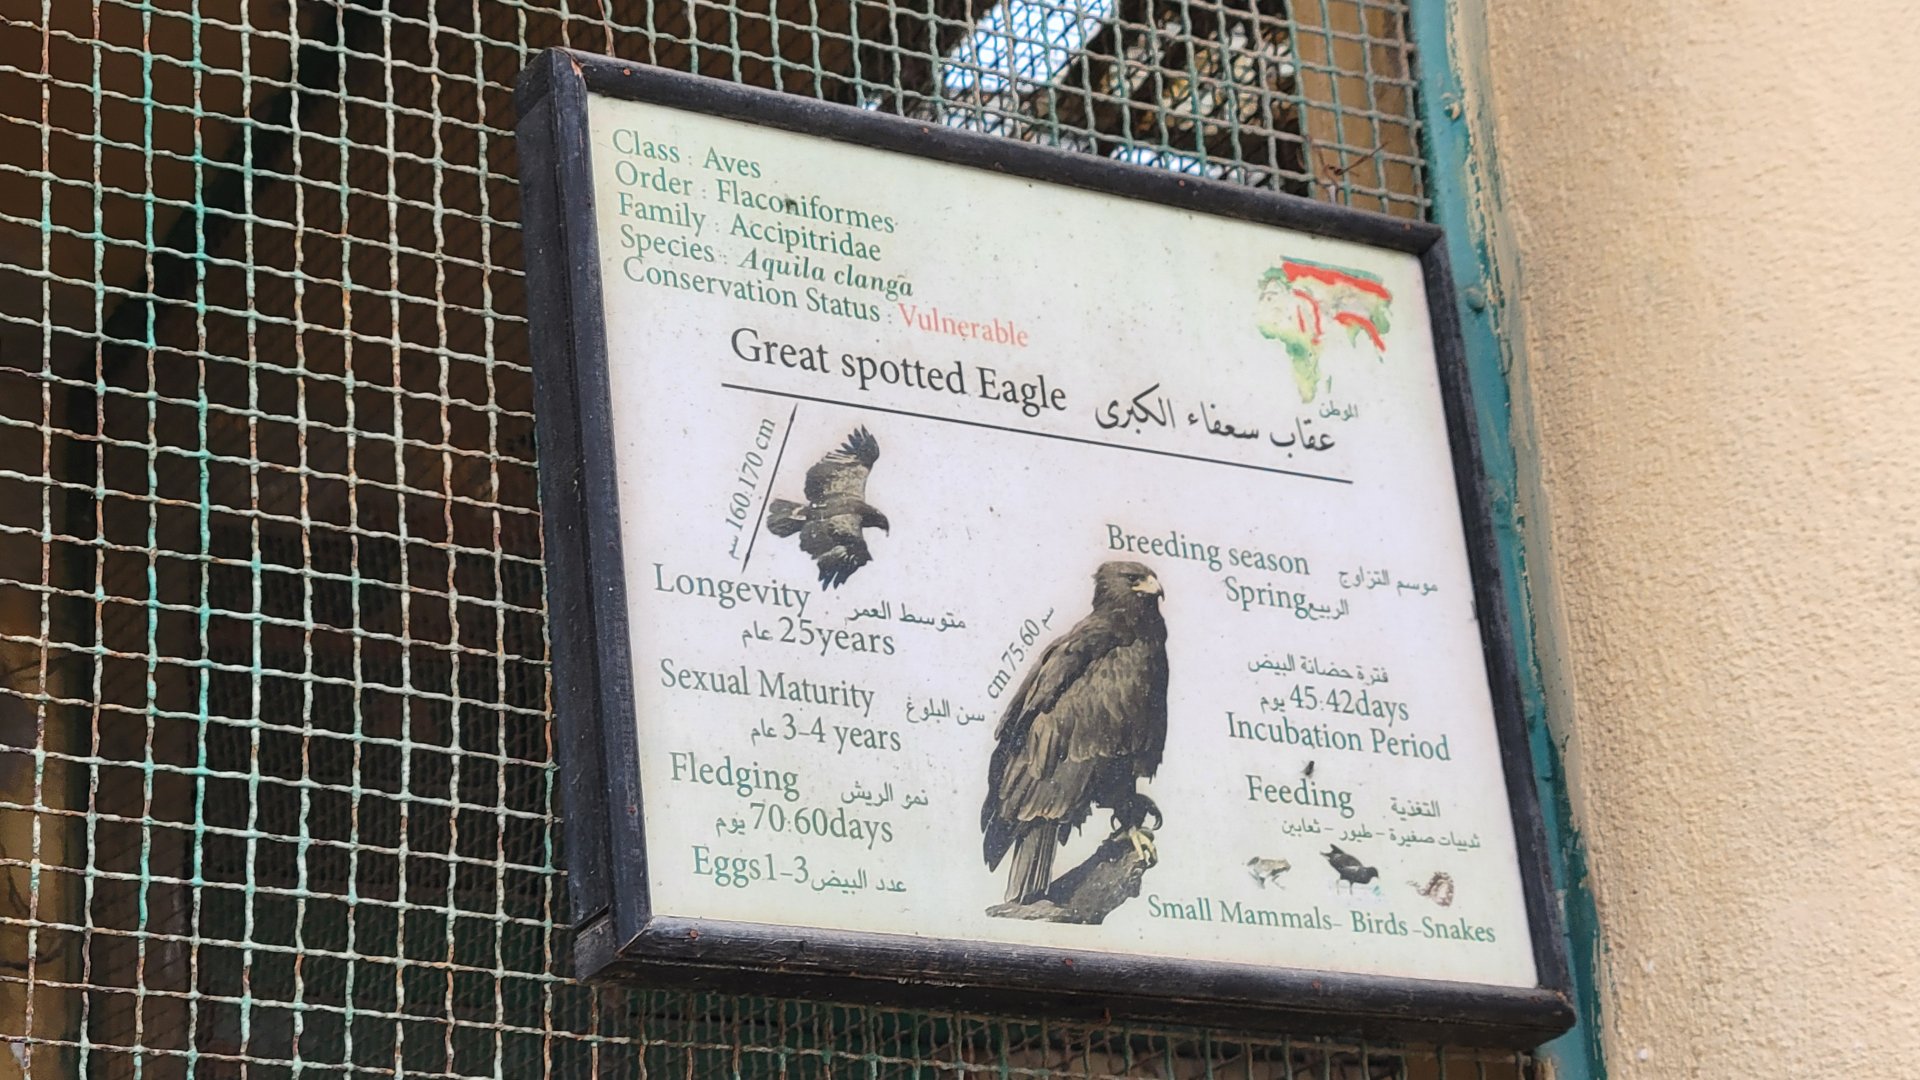 Class : Aves
Order : Flaconiformes
Family : Accipitridae
Species : Aquila clanga
Conservation Status : Vulnerable
الموطن
Great spotted Eagle عقاب سعفاء الكبرى
160:170 cm سم
Longevity متوسط العمر
25years عام
Sexual Maturity سن البلوغ
3-4 years عام
Fledging نمو الريش
70:60days يوم
Eggs1-3 عدد البيض
cm 75:60 سم
Breeding season موسم التزاوج
Spring الربيع
فترة حضانة البيض
45:42days يوم
Incubation Period
Feeding التغذية
ثدييات صغيرة - طيور - ثعابين
Small Mammals- Birds -Snakes